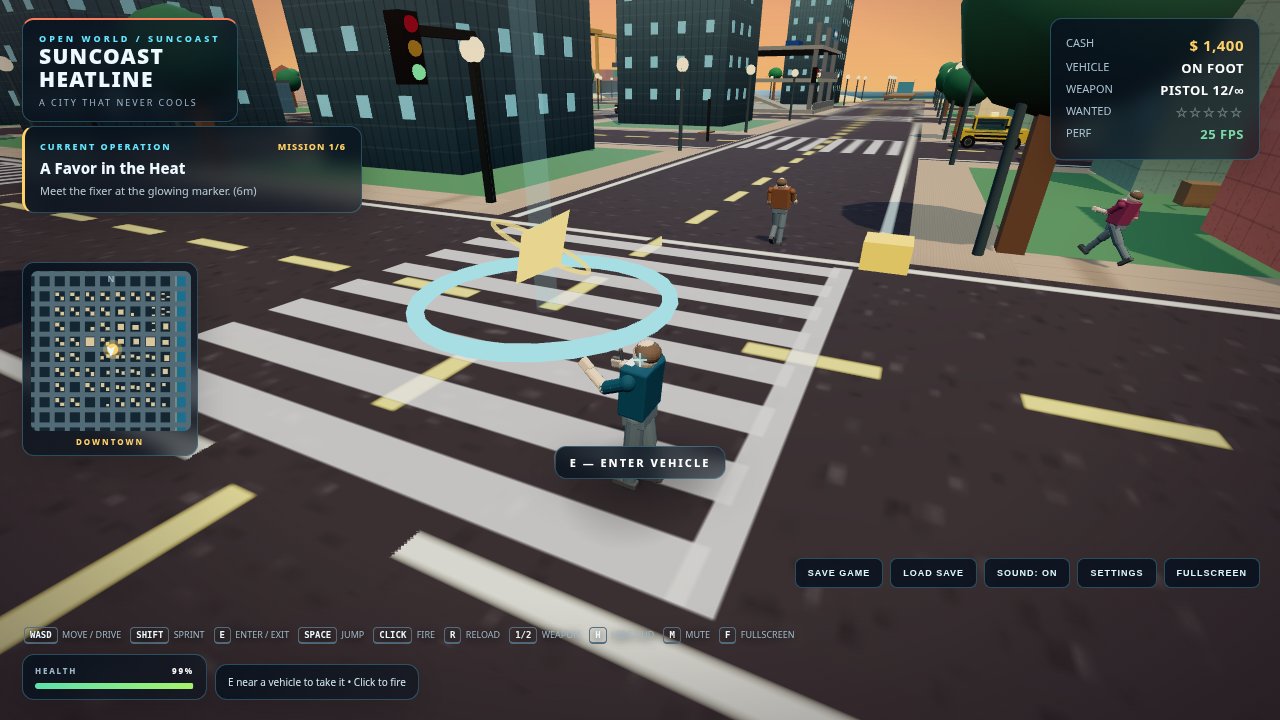 OPEN WORLD / SUNCOAST
SUNCOAST
HEATLINE
A CITY THAT NEVER COOLS
CURRENT OPERATION MISSION 1/6
A Favor in the Heat
Meet the fixer at the glowing marker. (6m)
N
DOWNTOWN
CASH $ 1,400
VEHICLE ON FOOT
WEAPON PISTOL 12/∞
WANTED ☆☆☆☆☆
PERF 25 FPS
E — ENTER VEHICLE
SAVE GAME LOAD SAVE SOUND: ON SETTINGS FULLSCREEN
WASD MOVE / DRIVE SHIFT SPRINT E ENTER / EXIT SPACE JUMP CLICK FIRE R RELOAD 1/2 WEAPON H M MUTE F FULLSCREEN
HEALTH 99%
E near a vehicle to take it • Click to fire